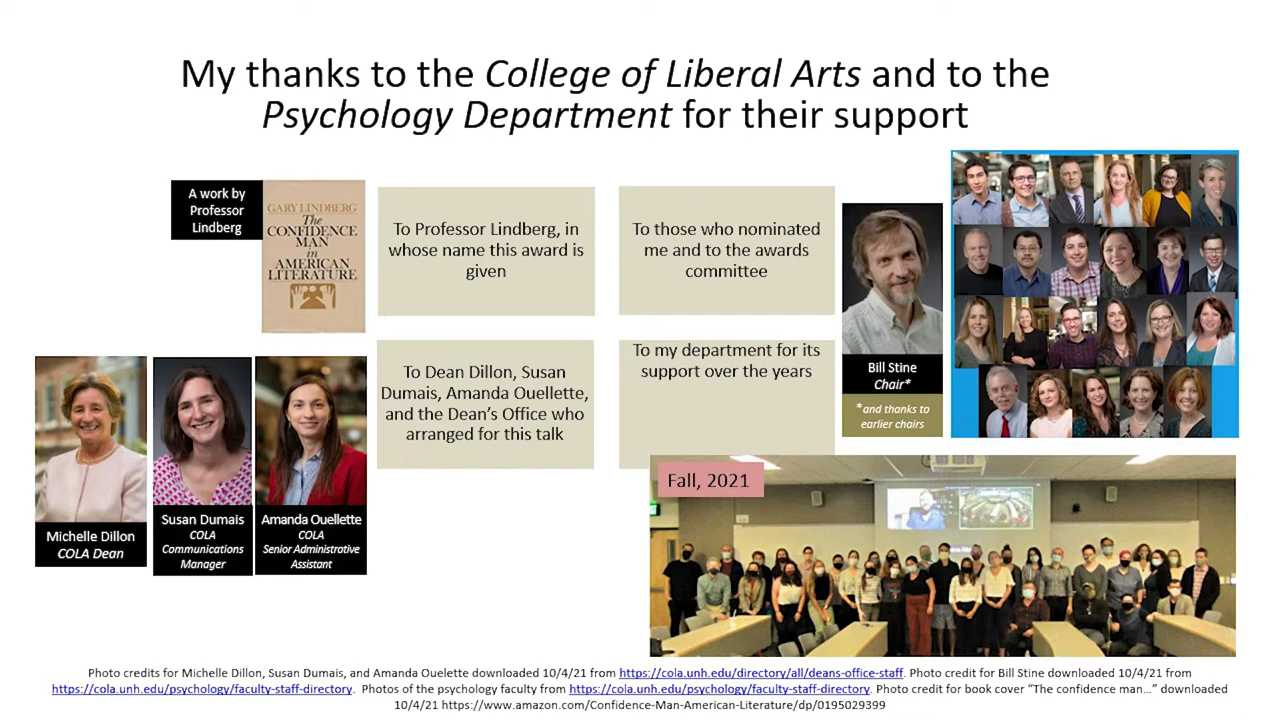 My thanks to the College of Liberal Arts and to the
Psychology Department for their support
A work by
Professor
Lindberg
GARY LINDBERG
The
CONFIDENCE
MAN
in
AMERICAN
LITERATURE
To Professor Lindberg, in
whose name this award is
given
To those who nominated
me and to the awards
committee
To Dean Dillon, Susan
Dumais, Amanda Ouellette,
and the Dean's Office who
arranged for this talk
To my department for its
support over the years
Bill Stine
Chair*
*and thanks to
earlier chairs
Michelle Dillon
COLA Dean
Susan Dumais
COLA
Communications
Manager
Amanda Ouellette
COLA
Senior Administrative
Assistant
Fall, 2021
Photo credits for Michelle Dillon, Susan Dumais, and Amanda Ouelette downloaded 10/4/21 from https://cola.unh.edu/directory/all/deans-office-staff. Photo credit for Bill Stine downloaded 10/4/21 from
https://cola.unh.edu/psychology/faculty-staff-directory. Photos of the psychology faculty from https://cola.unh.edu/psychology/faculty-staff-directory. Photo credit for book cover “The confidence man…” downloaded
10/4/21 https://www.amazon.com/Confidence-Man-American-Literature/dp/0195029399